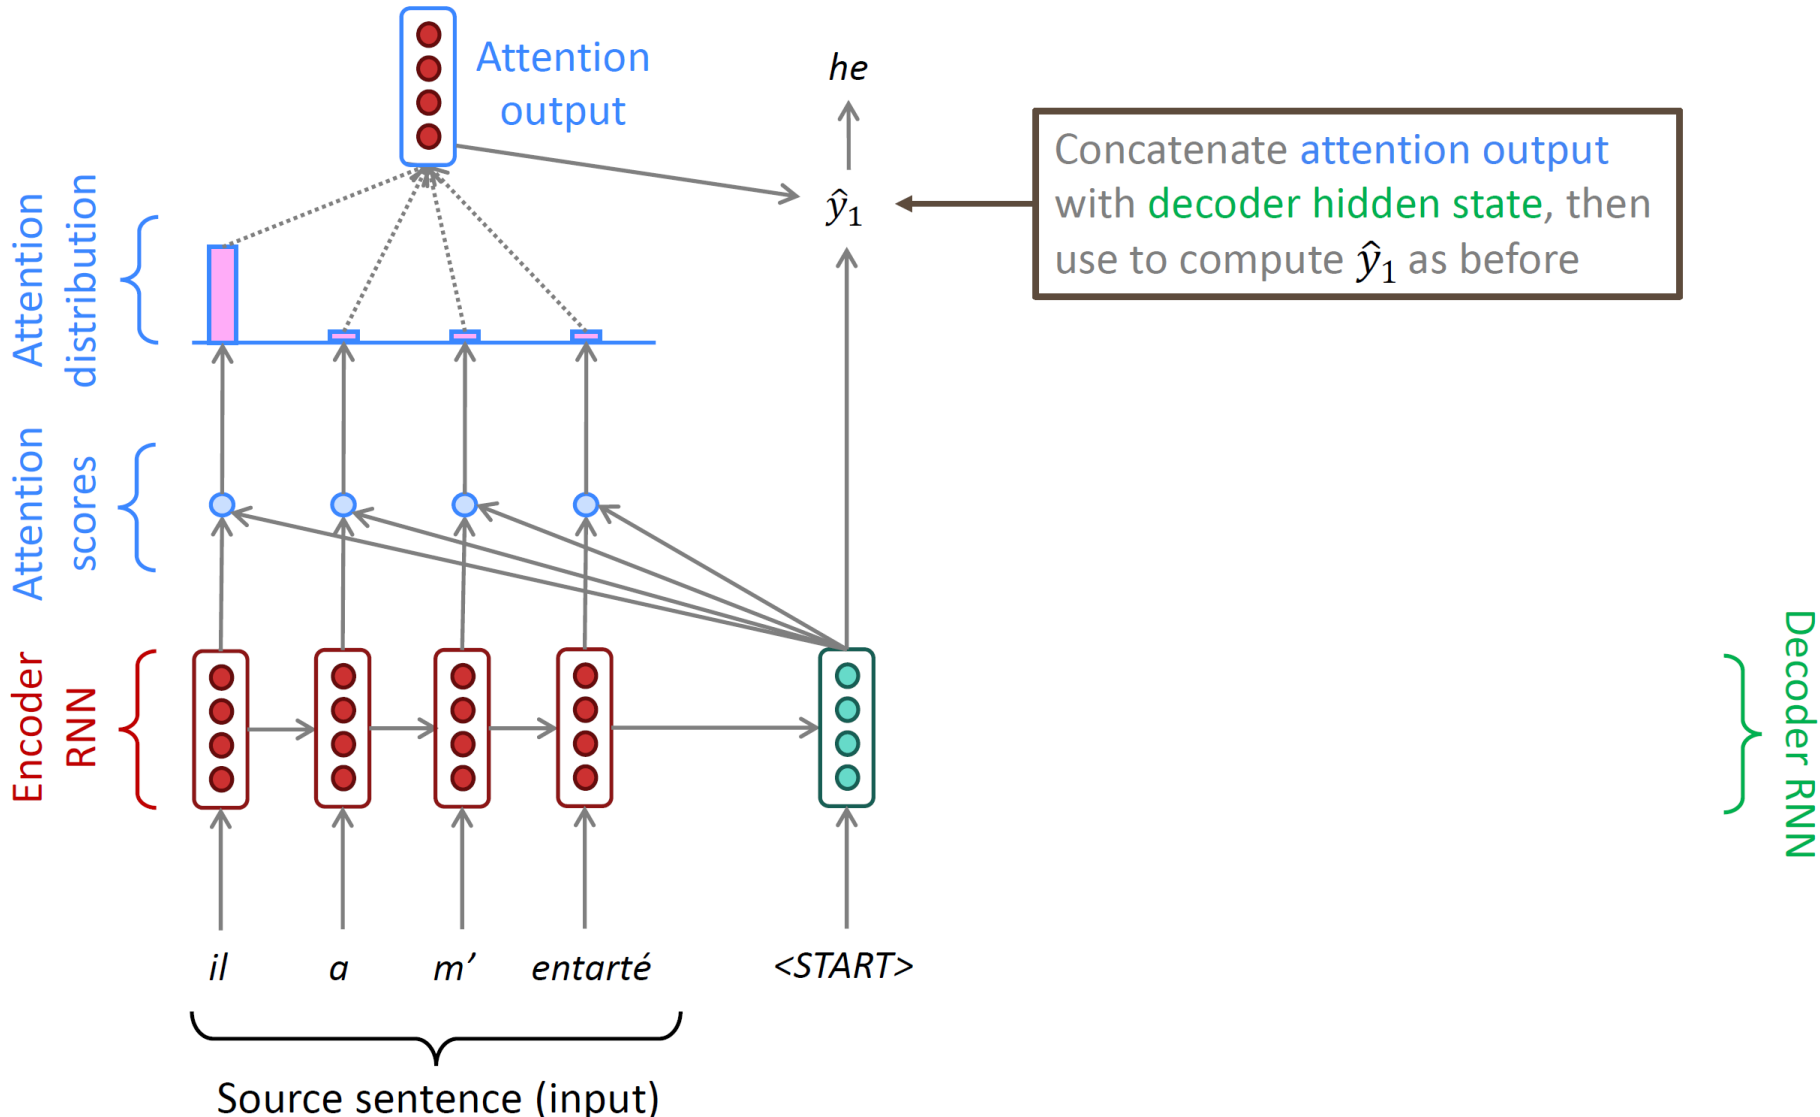 Attention
output
he
Concatenate attention output
with decoder hidden state, then
use to compute ŷ₁ as before
ŷ₁
Attention
distribution
Attention
scores
Encoder
RNN
Decoder RNN
il a m’ entarté <START>
Source sentence (input)